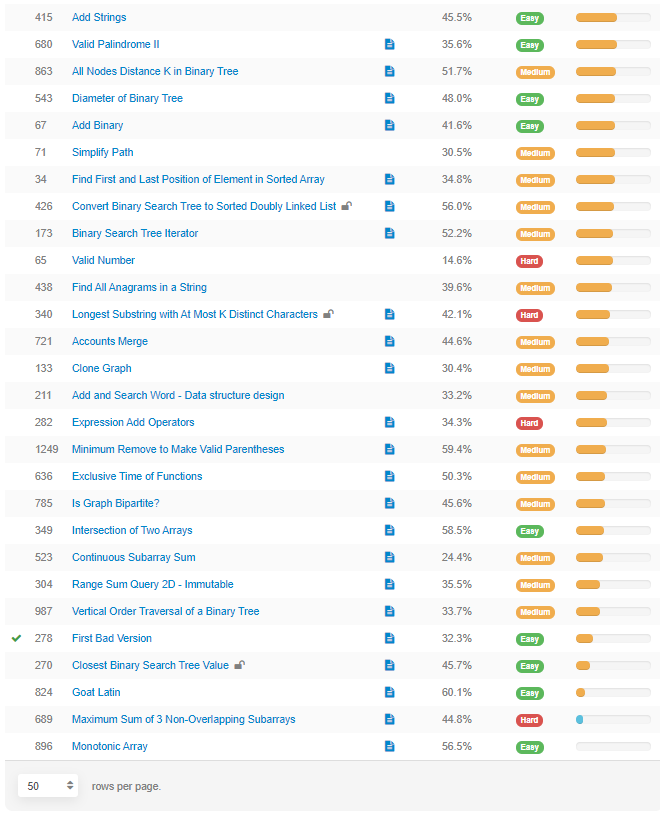 415 Add Strings 45.5% Easy
680 Valid Palindrome II 35.6% Easy
863 All Nodes Distance K in Binary Tree 51.7% Medium
543 Diameter of Binary Tree 48.0% Easy
67 Add Binary 41.6% Easy
71 Simplify Path 30.5% Medium
34 Find First and Last Position of Element in Sorted Array 34.8% Medium
426 Convert Binary Search Tree to Sorted Doubly Linked List 56.0% Medium
173 Binary Search Tree Iterator 52.2% Medium
65 Valid Number 14.6% Hard
438 Find All Anagrams in a String 39.6% Medium
340 Longest Substring with At Most K Distinct Characters 42.1% Hard
721 Accounts Merge 44.6% Medium
133 Clone Graph 30.4% Medium
211 Add and Search Word - Data structure design 33.2% Medium
282 Expression Add Operators 34.3% Hard
1249 Minimum Remove to Make Valid Parentheses 59.4% Medium
636 Exclusive Time of Functions 50.3% Medium
785 Is Graph Bipartite? 45.6% Medium
349 Intersection of Two Arrays 58.5% Easy
523 Continuous Subarray Sum 24.4% Medium
304 Range Sum Query 2D - Immutable 35.5% Medium
987 Vertical Order Traversal of a Binary Tree 33.7% Medium
278 First Bad Version 32.3% Easy
270 Closest Binary Search Tree Value 45.7% Easy
824 Goat Latin 60.1% Easy
689 Maximum Sum of 3 Non-Overlapping Subarrays 44.8% Hard
896 Monotonic Array 56.5% Easy
50 rows per page.